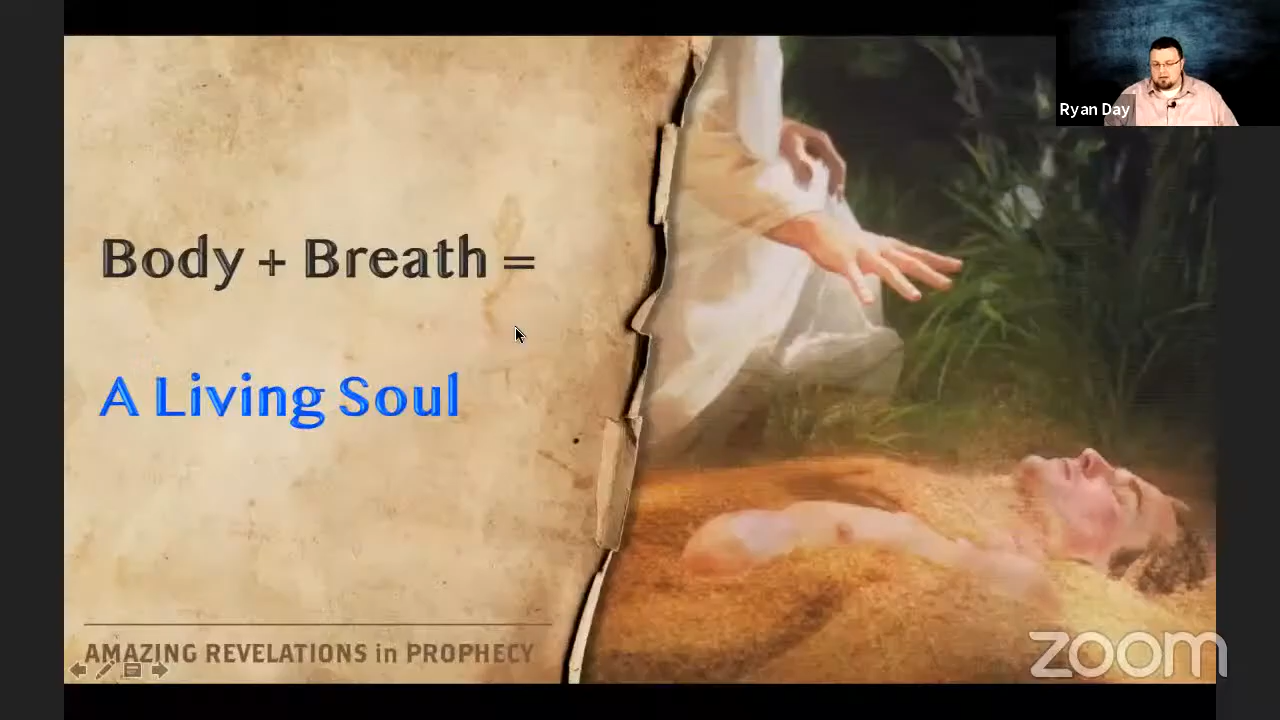 Ryan Day
Body + Breath =
A Living Soul
AMAZING REVELATIONS in PROPHECY
zoom